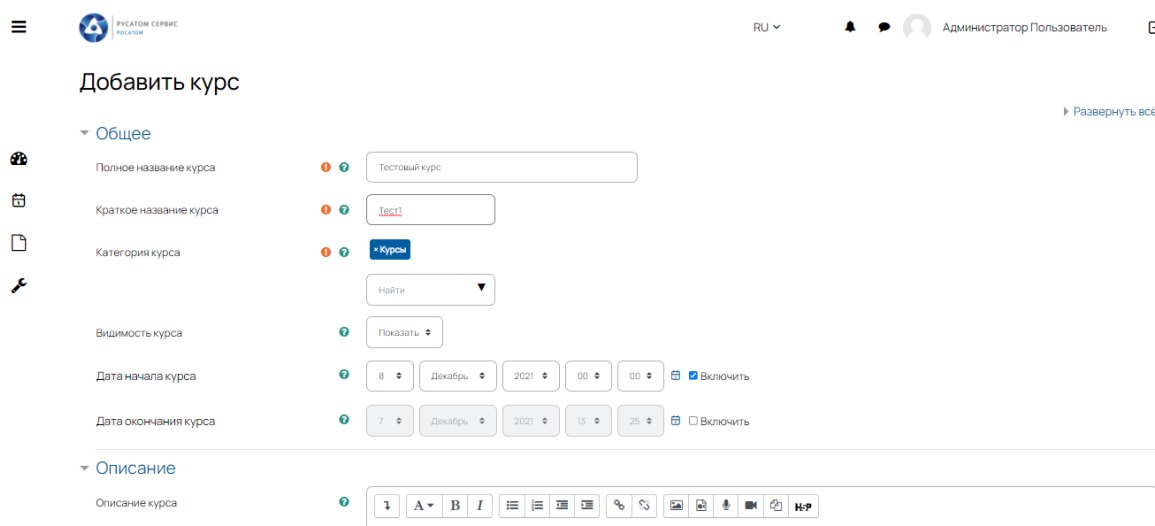 РУСАТОМ СЕРВИС
РОСАТОМ
RU
Администратор Пользователь
Добавить курс
Развернуть всё
Общее
Полное название курса
Тестовый курс
Краткое название курса
Тест1
Категория курса
× Курсы
Найти
Видимость курса
Показать
Дата начала курса 8 Декабрь 2021 00 00 Включить
Дата окончания курса 7 Декабрь 2021 13 25 Включить
Описание
Описание курса
A B I H-P